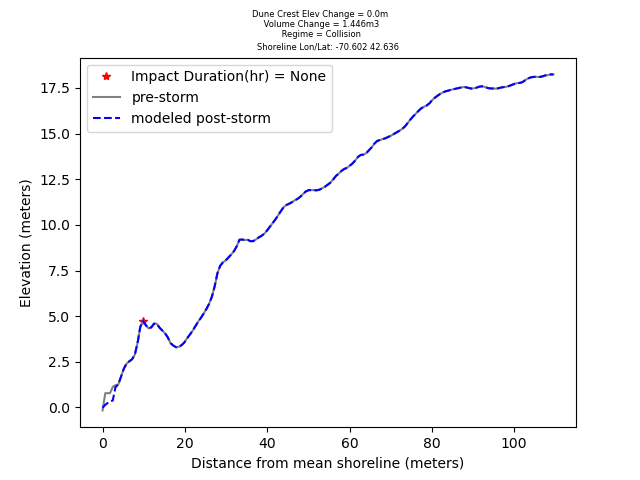 Dune Crest Elev Change = 0.0m
Volume Change = 1.446m3
Regime = Collision
Shoreline Lon/Lat: -70.602 42.636
Impact Duration(hr) = None
pre-storm
modeled post-storm
17.5
15.0
12.5
10.0
7.5
5.0
2.5
0.0
Elevation (meters)
0 20 40 60 80 100
Distance from mean shoreline (meters)